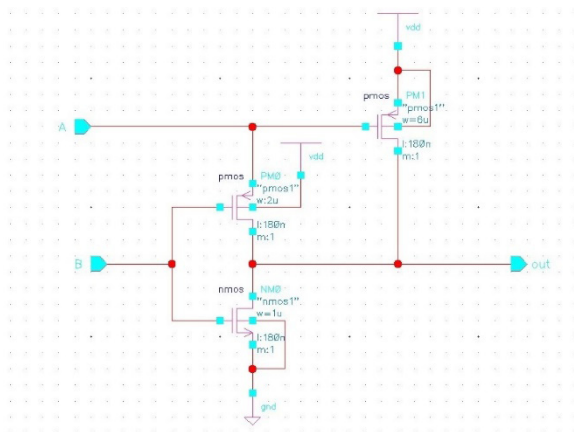 vdd
pmos PM1
"pmos1"
w=6u
l:180n
m:1
A
vdd
pmos PM0
"pmos1"
w:2u
l:180n
m:1
B
out
nmos NM0
"nmos1"
w=1u
l:180n
m:1
gnd